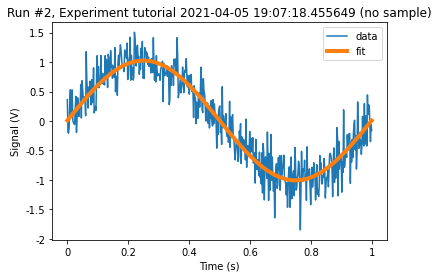 Run #2, Experiment tutorial 2021-04-05 19:07:18.455649 (no sample)
data
fit
Signal (V)
1.5
1
0.5
0
-0.5
-1
-1.5
-2
0
0.2
0.4
0.6
0.8
1
Time (s)